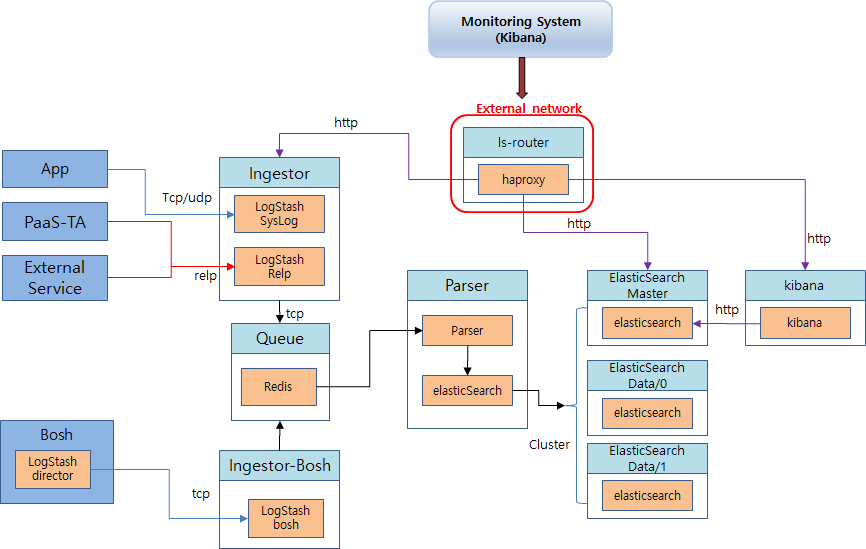 Monitoring System
(Kibana)
External network
http
ls-router
haproxy
App
Ingestor
Tcp/udp
LogStash
SysLog
PaaS-TA
http
http
External
Service
relp
LogStash
Relp
Parser
ElasticSearch
Master
kibana
tcp
http
Queue
Parser
elasticsearch
kibana
Redis
elasticSearch
ElasticSearch
Data/0
elasticsearch
Bosh
Cluster
LogStash
director
Ingestor-Bosh
ElasticSearch
Data/1
tcp
LogStash
bosh
elasticsearch